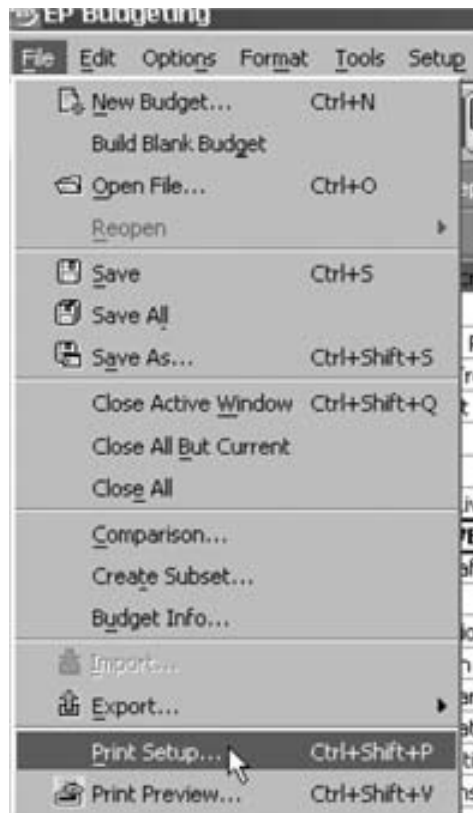 EP Budgeting
File Edit Options Format Tools Setup
New Budget... Ctrl+N
Build Blank Budget
Open File... Ctrl+O
Reopen
Save Ctrl+S
Save All
Save As... Ctrl+Shift+S
Close Active Window Ctrl+Shift+Q
Close All But Current
Close All
Comparison...
Create Subset...
Budget Info...
Import...
Export...
Print Setup... Ctrl+Shift+P
Print Preview... Ctrl+Shift+V